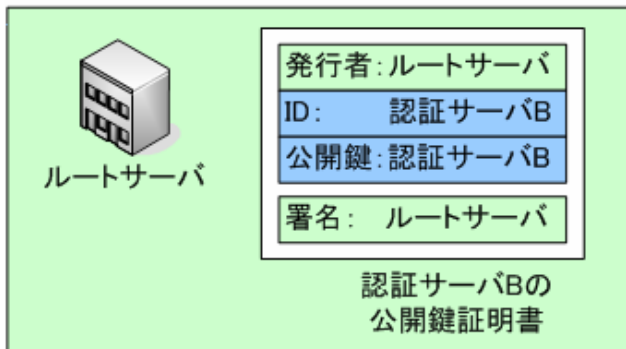 発行者:ルートサーバ
ID: 認証サーバB
公開鍵:認証サーバB
署名: ルートサーバ
ルートサーバ
認証サーバBの
公開鍵証明書